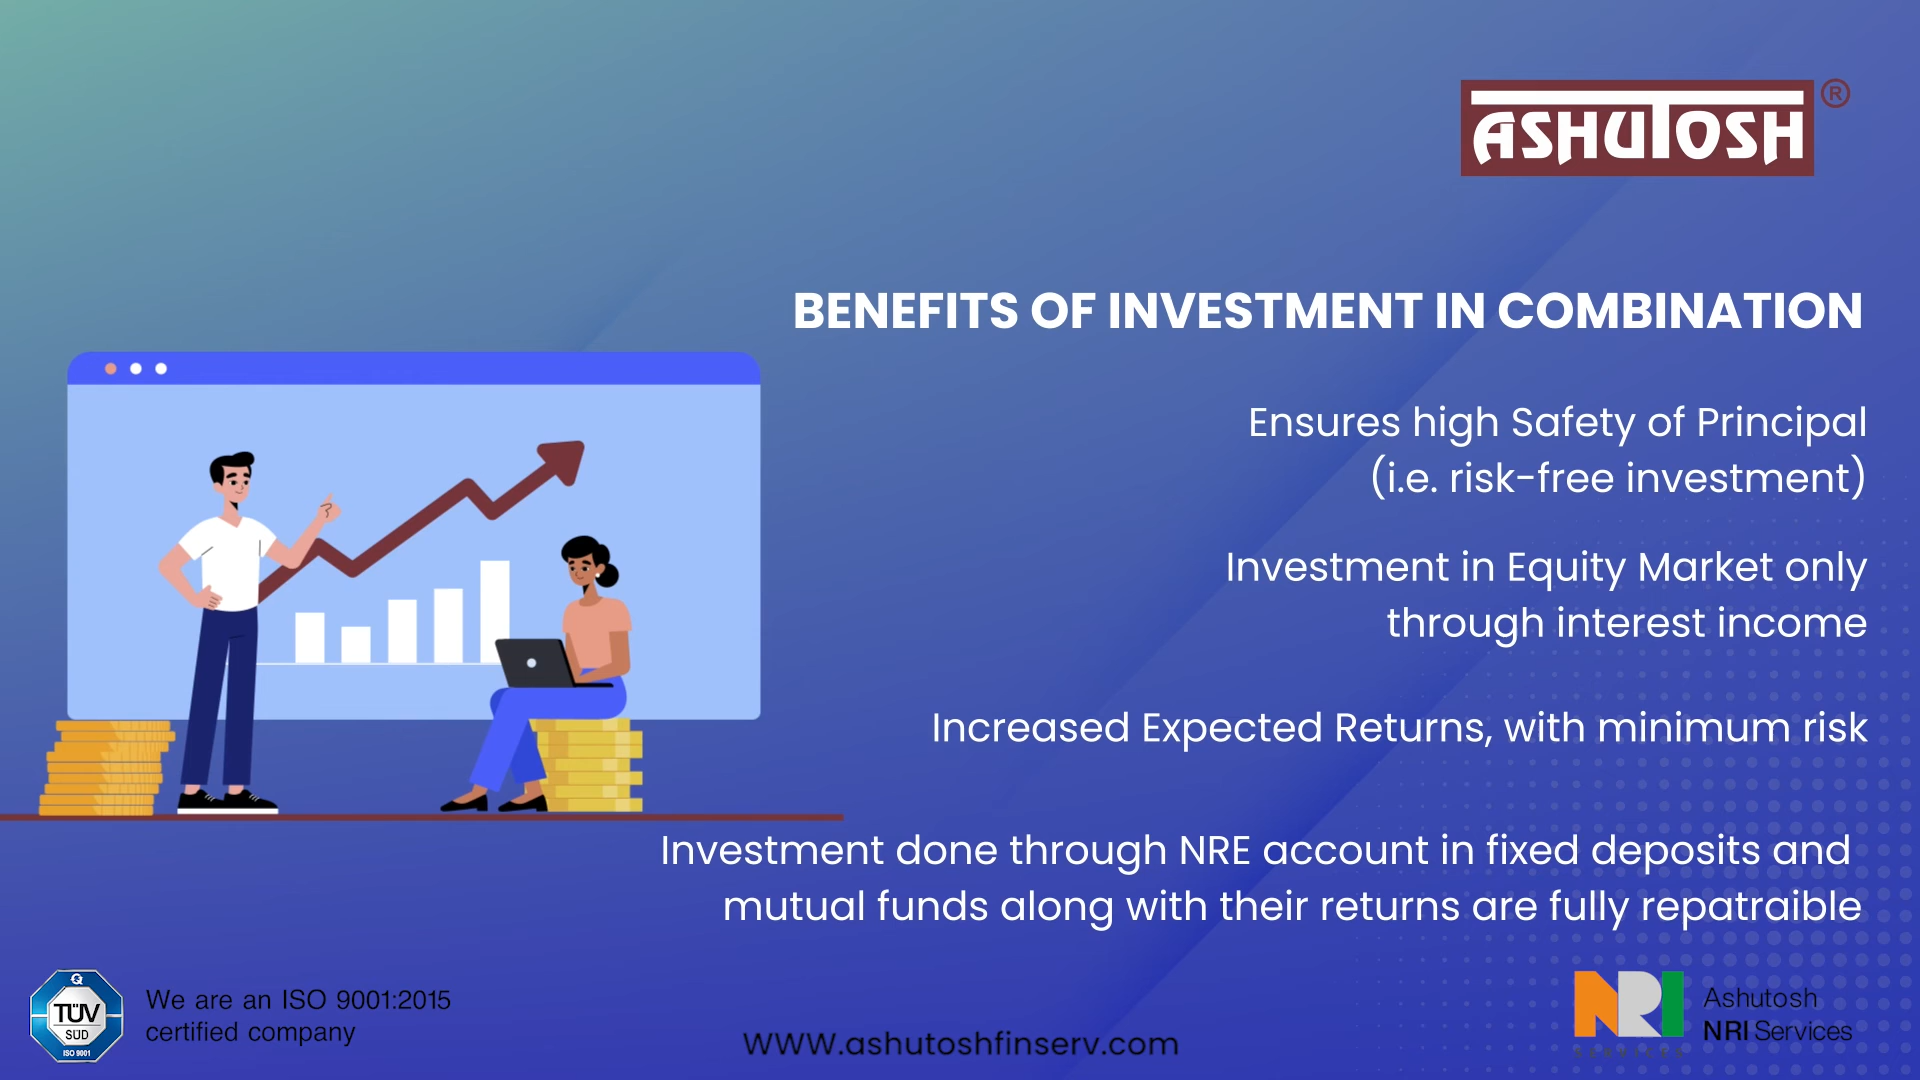 ASHUTOSH ®
BENEFITS OF INVESTMENT IN COMBINATION
Ensures high Safety of Principal
(i.e. risk-free investment)
Investment in Equity Market only
through interest income
Increased Expected Returns, with minimum risk
Investment done through NRE account in fixed deposits and
mutual funds along with their returns are fully repatraible
TÜV
SÜD
ISO 9001
We are an ISO 9001:2015
certified company
WWW.ashutoshfinserv.com
NRI
SERVICES
Ashutosh
NRI Services